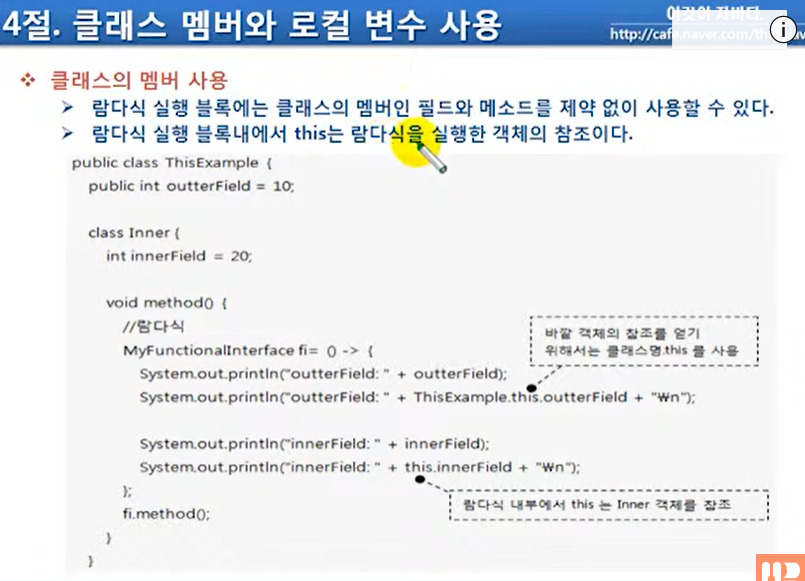 4절. 클래스 멤버와 로컬 변수 사용
이것이 자바다.
http://cafe.naver.com/
❖ 클래스의 멤버 사용
➢ 람다식 실행 블록에는 클래스의 멤버인 필드와 메소드를 제약 없이 사용할 수 있다.
➢ 람다식 실행 블록내에서 this는 람다식을 실행한 객체의 참조이다.
public class ThisExample {
public int outterField = 10;
class Inner {
int innerField = 20;
void method() {
//람다식
MyFunctionalInterface fi= () -> {
System.out.println("outterField: " + outterField);
System.out.println("outterField: " + ThisExample.this.outterField + "₩n");
System.out.println("innerField: " + innerField);
System.out.println("innerField: " + this.innerField + "₩n");
};
fi.method();
}
}
바깥 객체의 참조를 얻기
위해서는 클래스명.this 를 사용
람다식 내부에서 this 는 Inner 객체를 참조